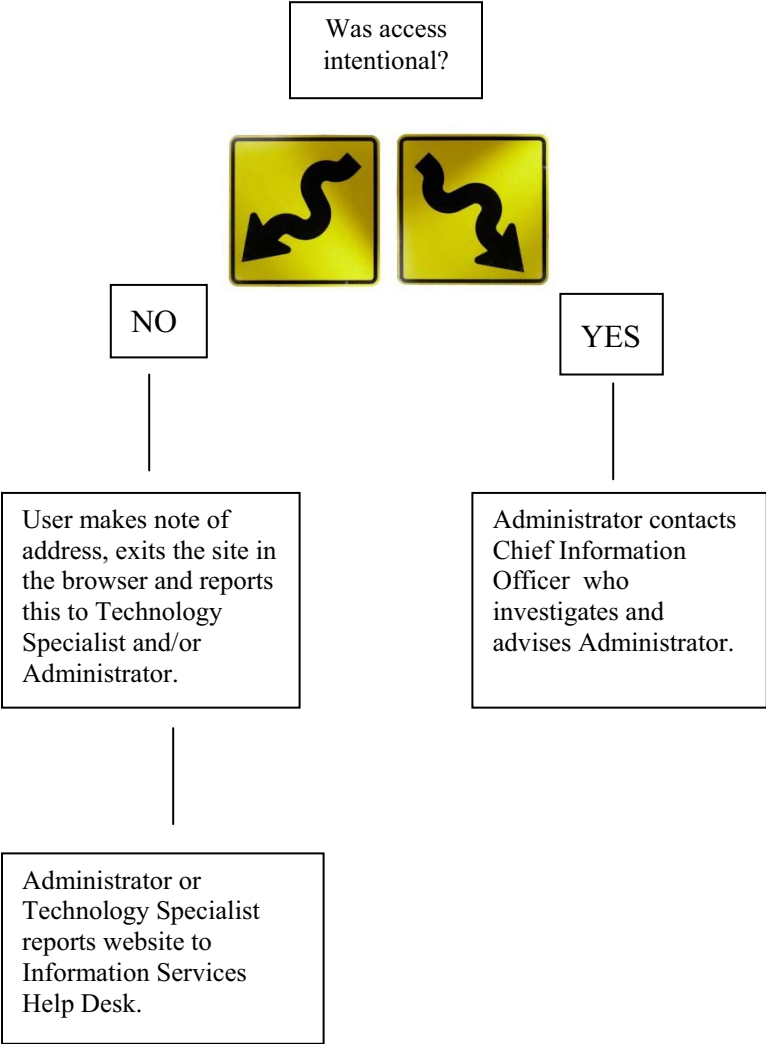 Was access
intentional?
NO
YES
User makes note of
address, exits the site in
the browser and reports
this to Technology
Specialist and/or
Administrator.
Administrator contacts
Chief Information
Officer who
investigates and
advises Administrator.
Administrator or
Technology Specialist
reports website to
Information Services
Help Desk.